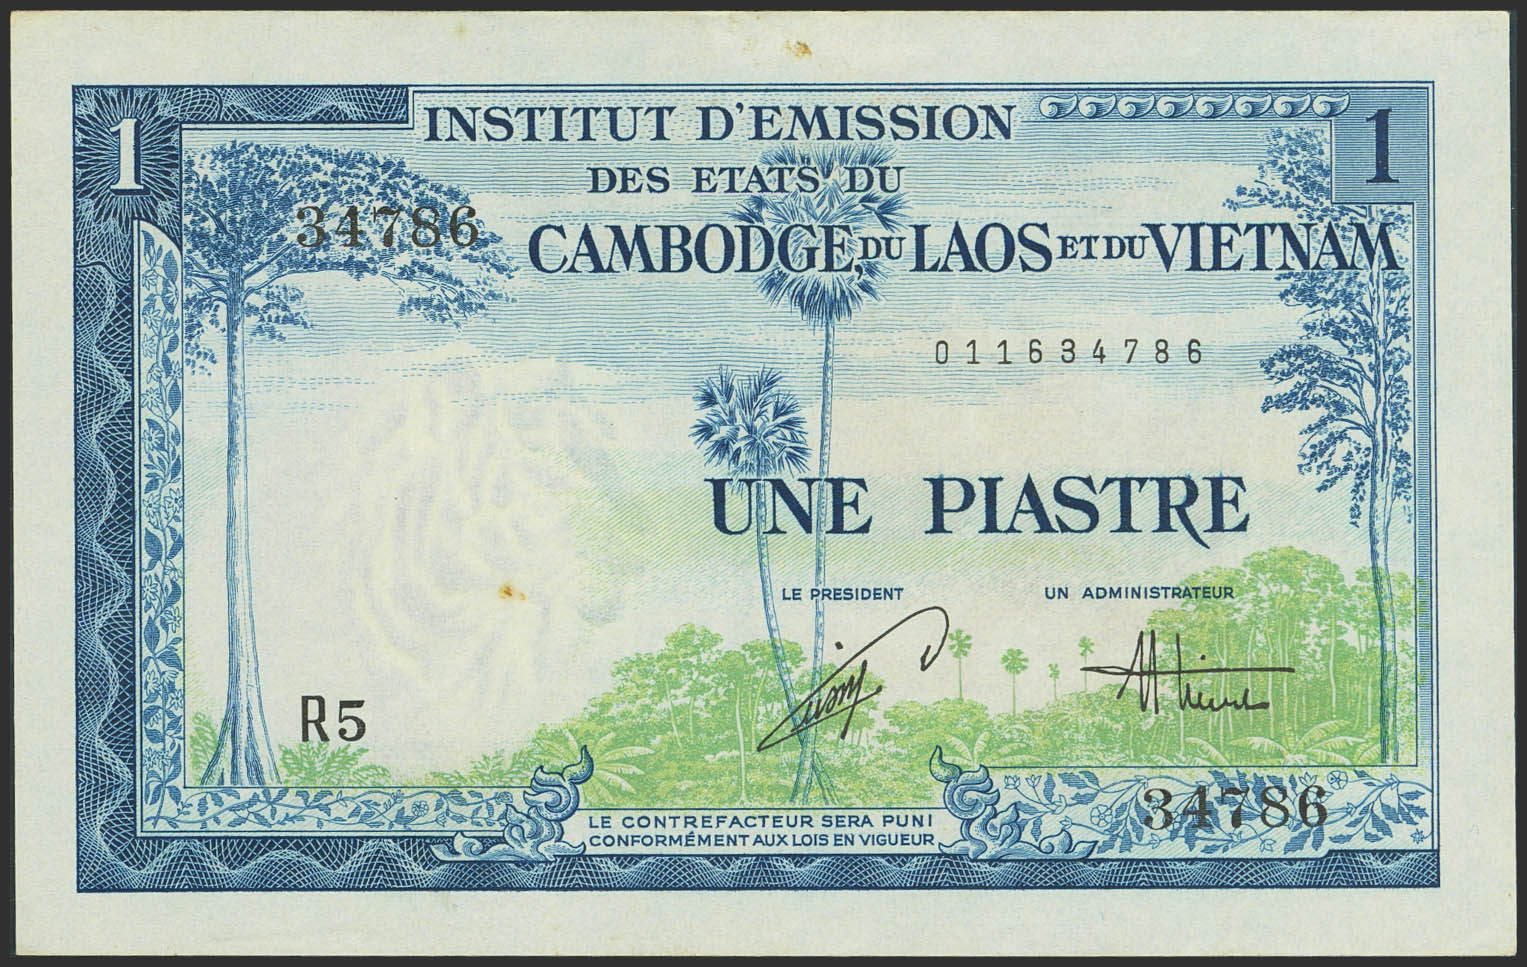 1
INSTITUT D'EMISSION
1
DES ETATS DU
34786
CAMBODGE, DU LAOS ET DU VIETNAM
011634786
UNE PIASTRE
LE PRESIDENT
UN ADMINISTRATEUR
R5
34786
LE CONTREFACTEUR SERA PUNI
CONFORMÉMENT AUX LOIS EN VIGUEUR